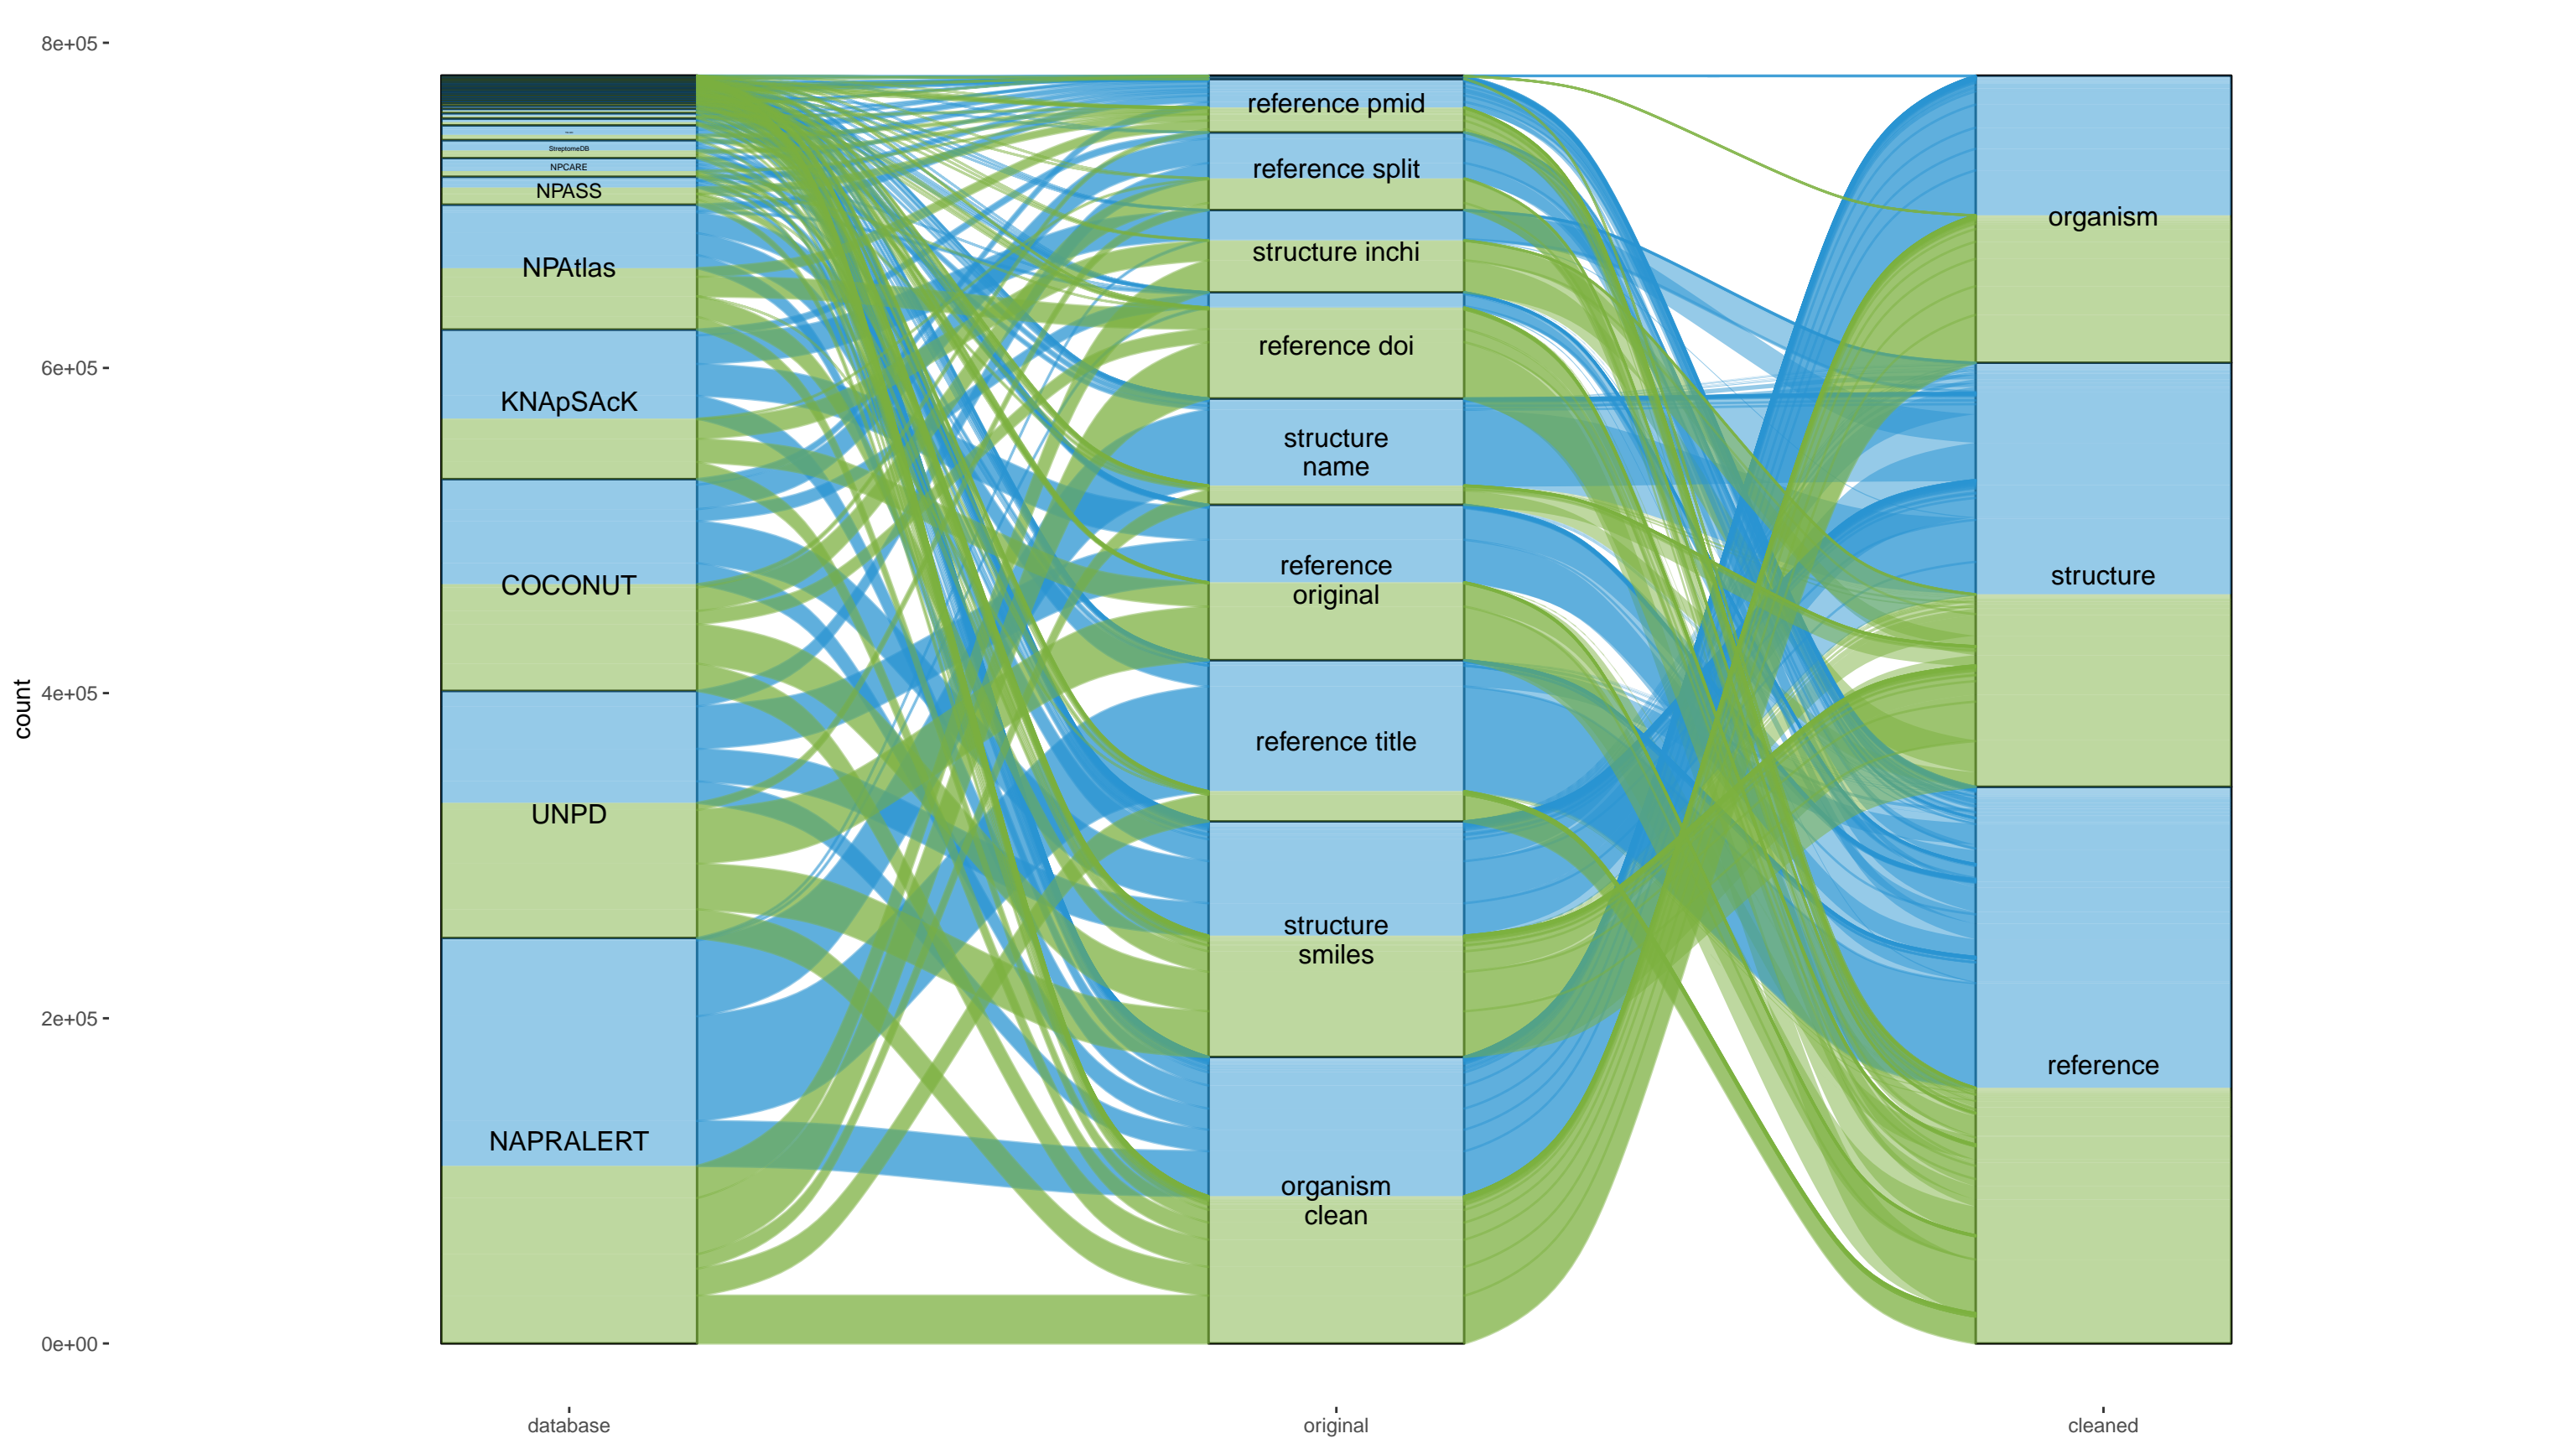 count
8e+05
6e+05
4e+05
2e+05
0e+00
StreptomeDB
NPCARE
NPASS
NPAtlas
KNApSAcK
COCONUT
UNPD
NAPRALERT
reference pmid
reference split
structure inchi
reference doi
structure
name
reference
original
reference title
structure
smiles
organism
clean
organism
structure
reference
database
original
cleaned